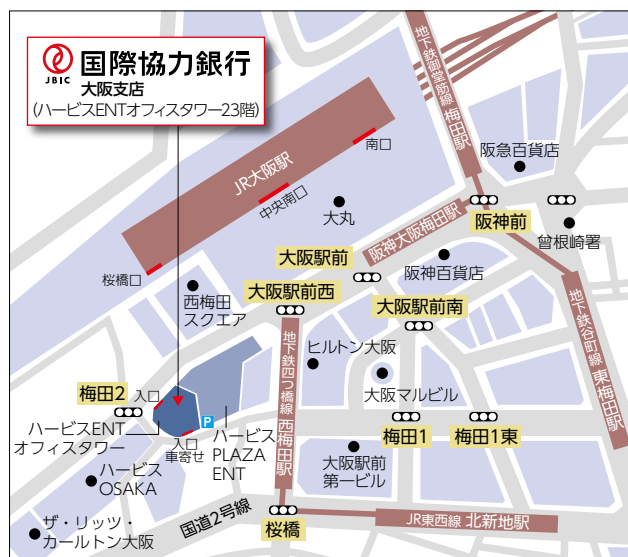 JBIC
国際協力銀行
大阪支店
(ハービスENTオフィスタワー23階)
地下鉄御堂筋線 梅田駅
阪急百貨店
JR大阪駅
南口
中央南口
桜橋口
大丸
阪神大阪梅田駅
阪神前
曾根崎署
大阪駅前
阪神百貨店
西梅田
スクエア
大阪駅前西
大阪駅前南
地下鉄谷町線 東梅田駅
地下鉄四つ橋線 西梅田駅
ヒルトン大阪
大阪マルビル
梅田2
入口
P
ハービスENT
オフィスタワー
入口
車寄せ
ハービス
PLAZA
ENT
梅田1
梅田1東
大阪駅前
第一ビル
ハービス
OSAKA
ザ・リッツ・
カールトン大阪
国道2号線
桜橋
JR東西線 北新地駅